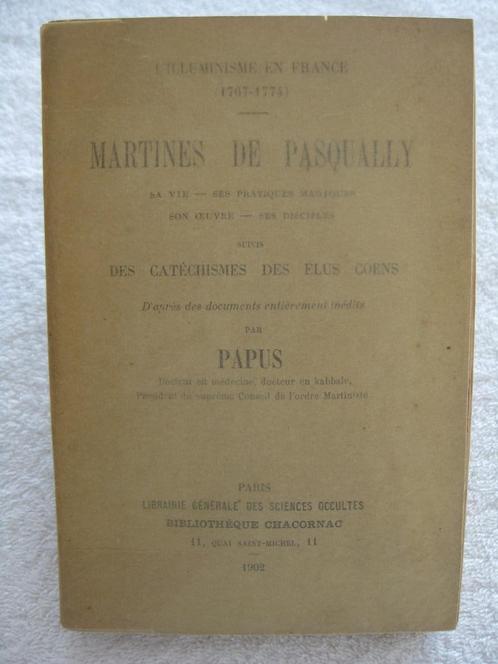 L'ILLUMINISME EN FRANCE
(1767-1774)
MARTINES DE PASQUALLY
SA VIE — SES PRATIQUES MAGIQUES
SON ŒUVRE — SES DISCIPLES
SUIVIS
DES CATÉCHISMES DES ELUS COENS
D'après des documents entièrement inédits
PAR
PAPUS
Docteur en médecine, docteur en kabbale,
Président du suprême Conseil de l'ordre Martiniste
PARIS
LIBRAIRIE GÉNÉRALE DES SCIENCES OCCULTES
BIBLIOTHÈQUE CHACORNAC
11, QUAI SAINT-MICHEL, 11
1902